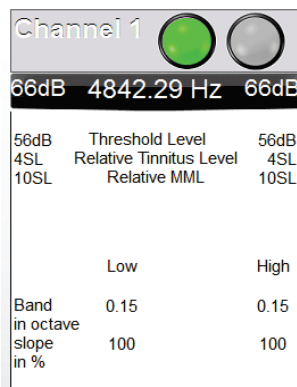 Channel 1
66dB 4842.29 Hz 66dB
56dB Threshold Level 56dB
4SL Relative Tinnitus Level 4SL
10SL Relative MML 10SL
Low High
Band 0.15 0.15
in octave
slope 100 100
in %